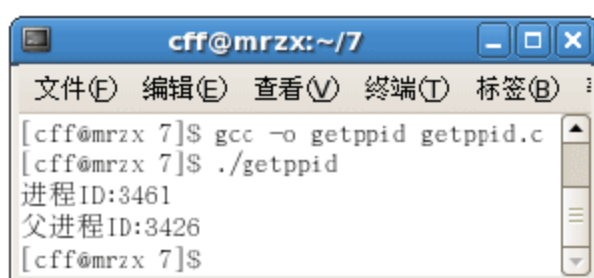 cff@mrzx:~/7
文件(F) 编辑(E) 查看(V) 终端(T) 标签(B)
[cff@mrzx 7]$ gcc -o getppid getppid.c
[cff@mrzx 7]$ ./getppid
进程ID:3461
父进程ID:3426
[cff@mrzx 7]$